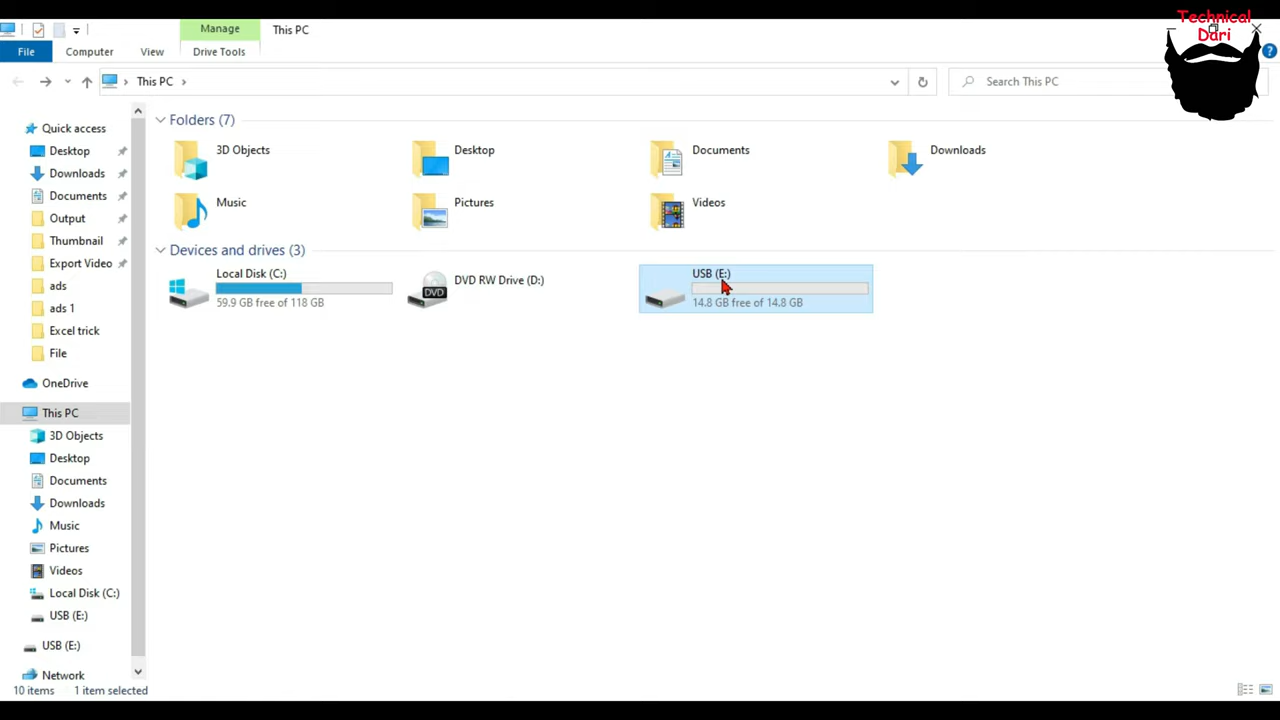 Technical
Dari
Manage
This PC
File
Computer
View
Drive Tools
This PC
Search This PC
Quick access
Desktop
Downloads
Documents
Output
Thumbnail
Export Video
ads
ads 1
Excel trick
File
OneDrive
This PC
3D Objects
Desktop
Documents
Downloads
Music
Pictures
Videos
Local Disk (C:)
USB (E:)
USB (E:)
Network
Folders (7)
3D Objects
Desktop
Documents
Downloads
Music
Pictures
Videos
Devices and drives (3)
Local Disk (C:)
59.9 GB free of 118 GB
DVD
DVD RW Drive (D:)
USB (E:)
14.8 GB free of 14.8 GB
10 items
1 item selected